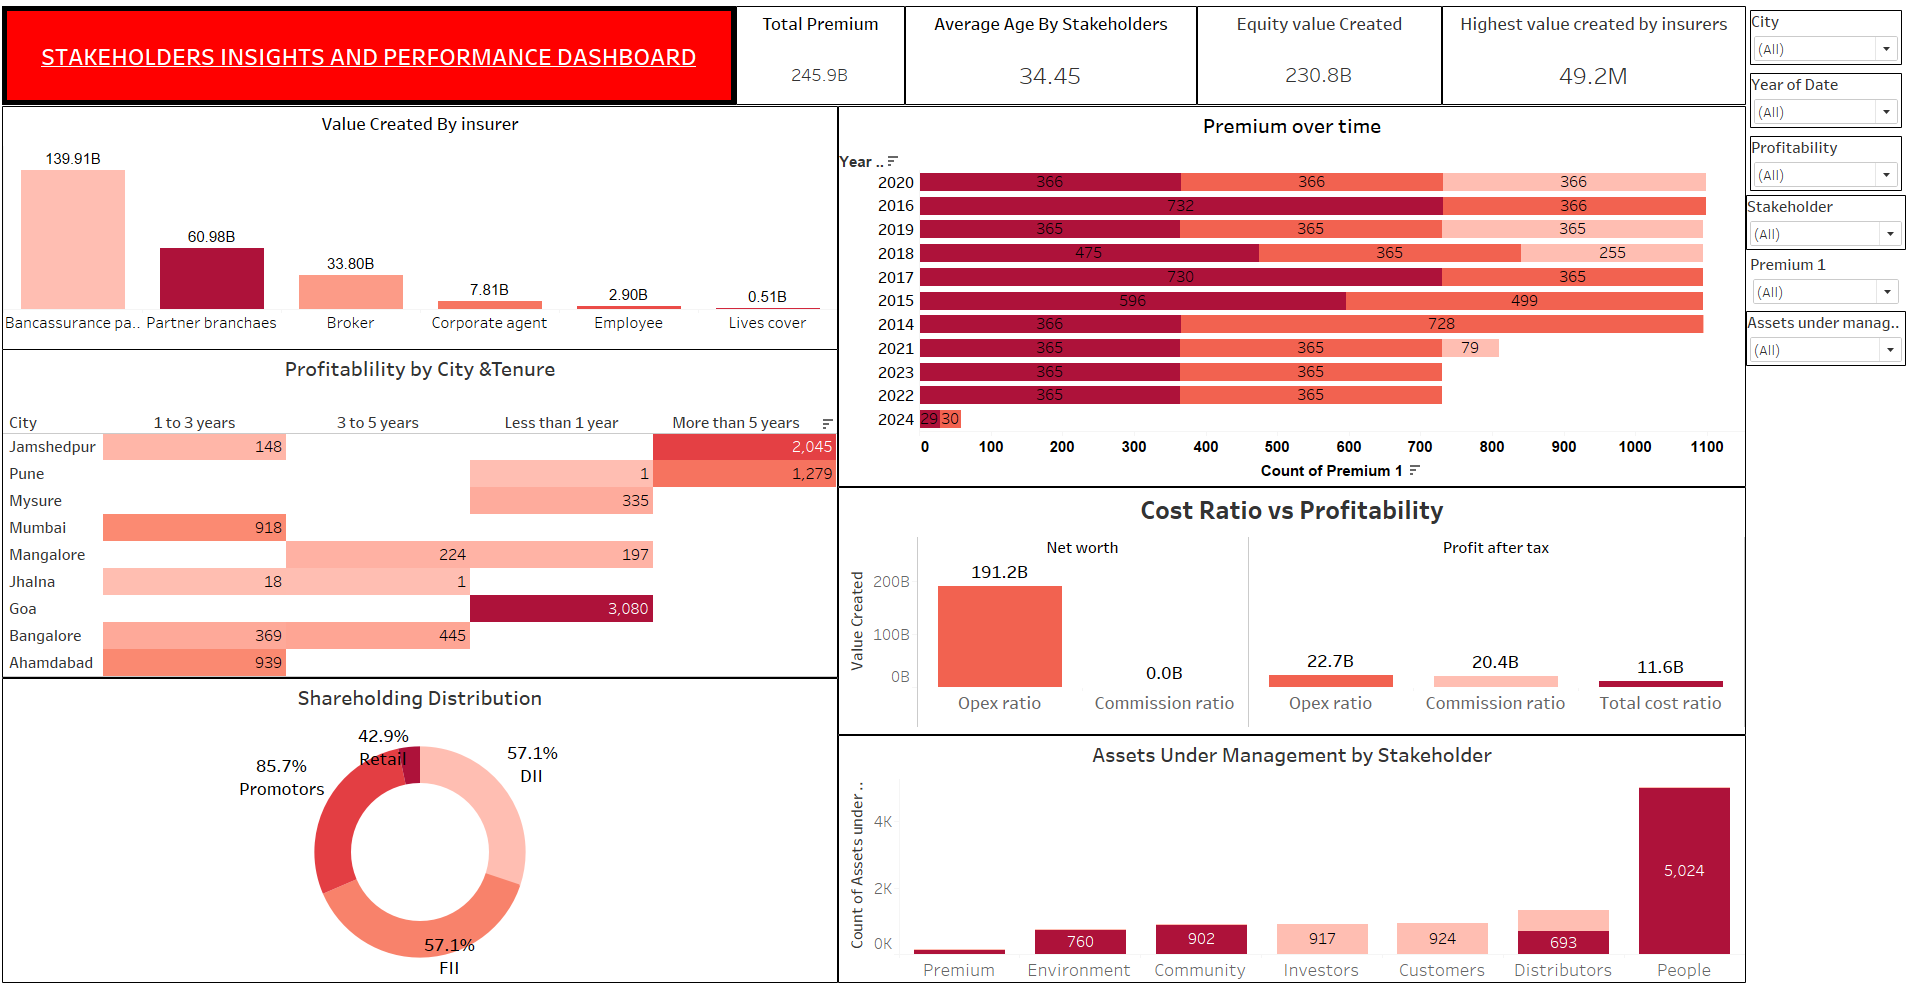 STAKEHOLDERS INSIGHTS AND PERFORMANCE DASHBOARD
Total Premium
245.9B
Average Age By Stakeholders
34.45
Equity value Created
230.8B
Highest value created by insurers
49.2M
City
(All)
Year of Date
(All)
Profitability
(All)
Stakeholder
(All)
Premium 1
(All)
Assets under manag..
(All)
Value Created By insurer
139.91B
60.98B
33.80B
7.81B
2.90B
0.51B
Bancassurance pa.. Partner branchaes Broker Corporate agent Employee Lives cover
Profitablility by City &Tenure
City 1 to 3 years 3 to 5 years Less than 1 year More than 5 years
Jamshedpur 148 2,045
Pune 1 1,279
Mysure 335
Mumbai 918
Mangalore 224 197
Jhalna 18 1
Goa 3,080
Bangalore 369 445
Ahamdabad 939
Shareholding Distribution
42.9%
Retail
57.1%
DII
85.7%
Promotors
57.1%
FII
Premium over time
Year ..
2020 366 366 366
2016 732 366
2019 365 365 365
2018 475 365 255
2017 730 365
2015 596 499
2014 366 728
2021 365 365 79
2023 365 365
2022 365 365
2024 29 30
0 100 200 300 400 500 600 700 800 900 1000 1100
Count of Premium 1
Cost Ratio vs Profitability
Net worth Profit after tax
Value Created
200B
100B
0B
191.2B
0.0B
22.7B
20.4B
11.6B
Opex ratio Commission ratio Opex ratio Commission ratio Total cost ratio
Assets Under Management by Stakeholder
Count of Assets under ..
4K
2K
0K
760
902
917
924
693
5,024
Premium Environment Community Investors Customers Distributors People